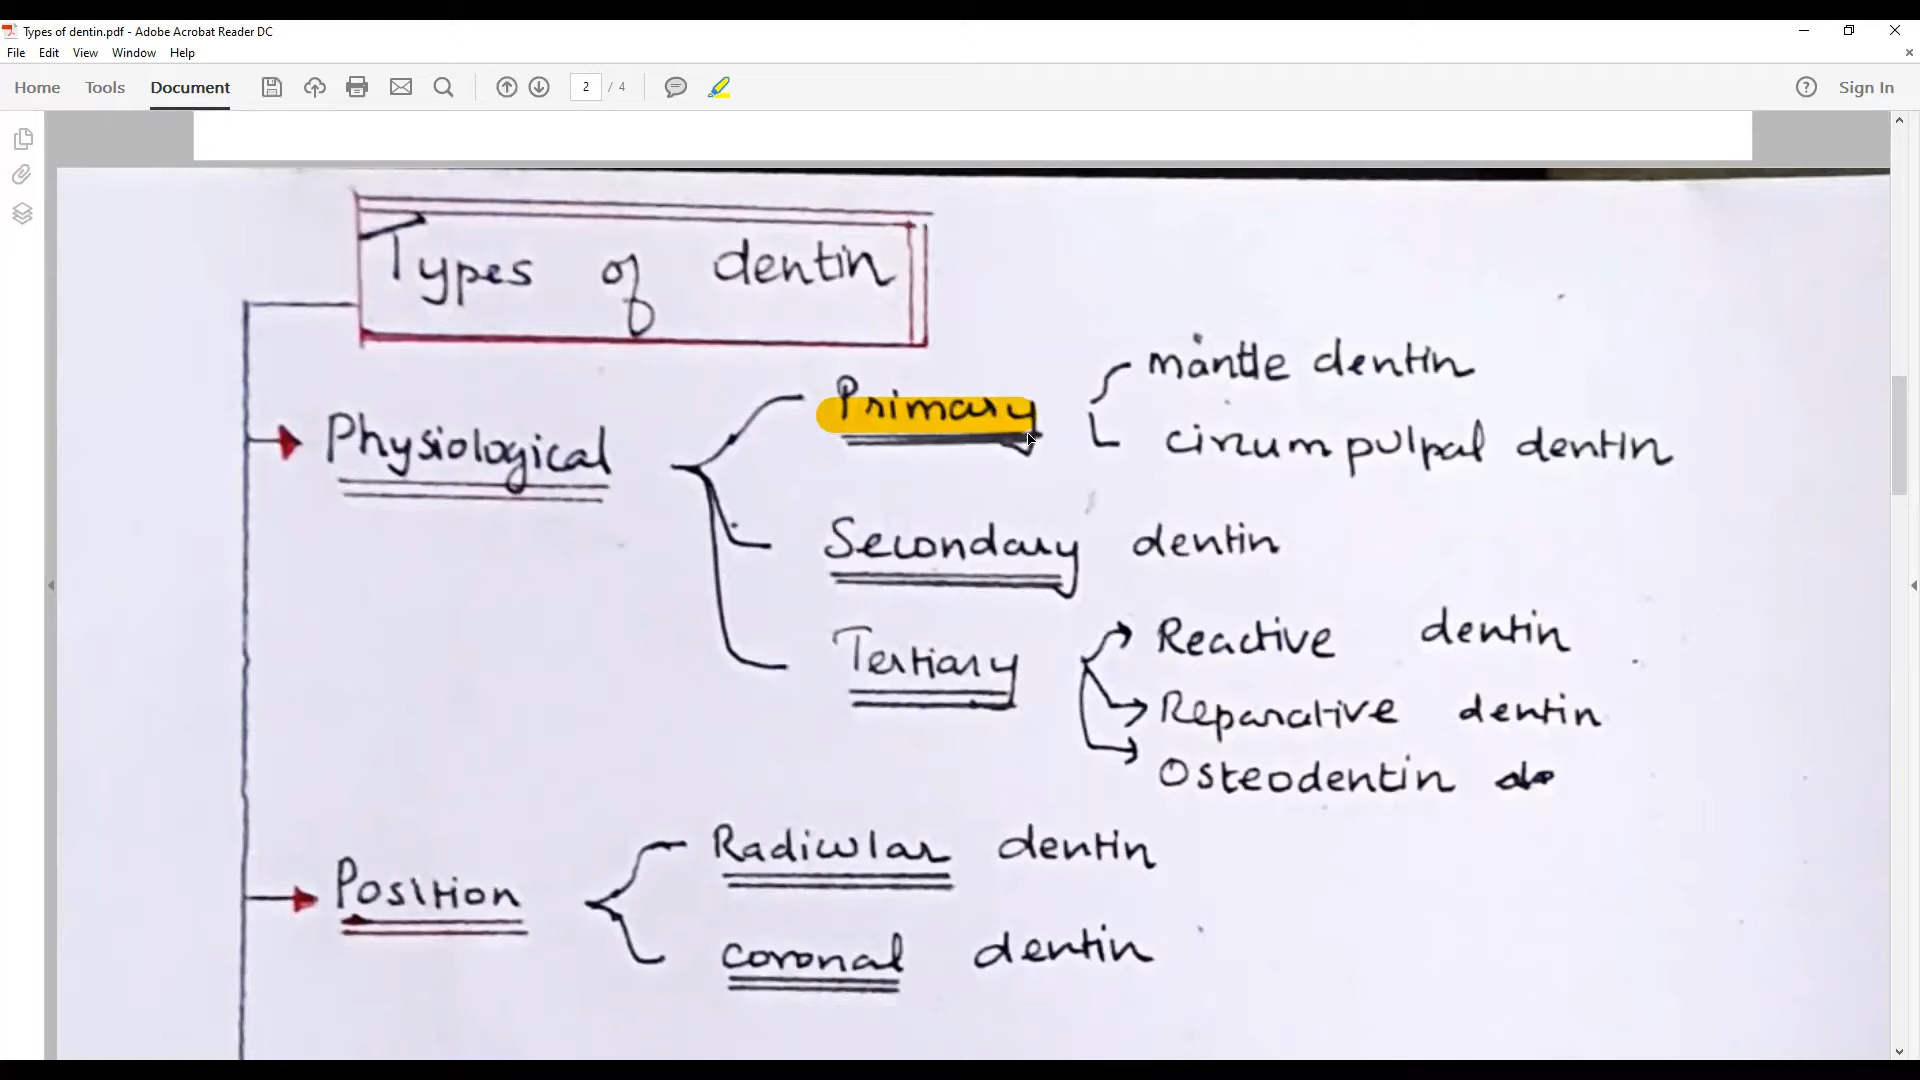 Types of dentin.pdf - Adobe Acrobat Reader DC
File Edit View Window Help
Home Tools Document 2 / 4 Sign In
Types of dentin
mantle dentin
Primary
Physiological
circumpulpal dentin
Secondary dentin
Reactive dentin
Tertiary
Reparative dentin
Osteodentin
Radicular dentin
Position
coronal dentin